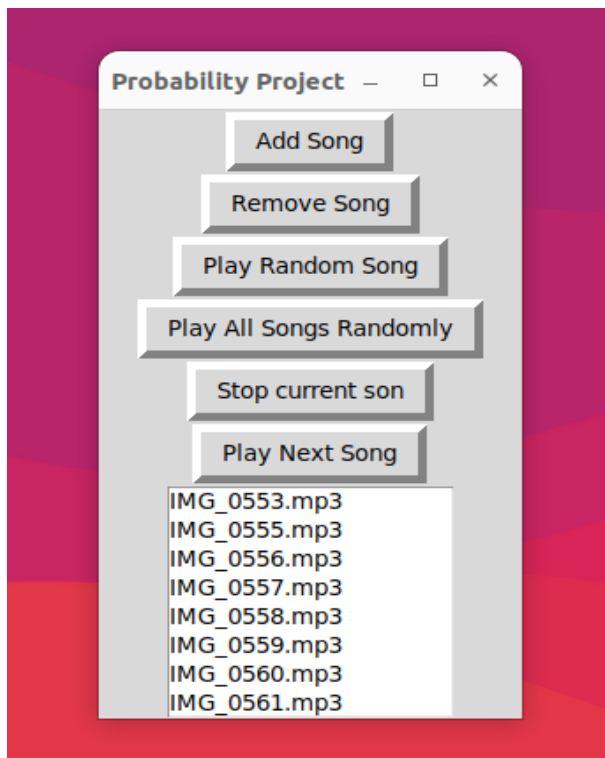 Probability Project
Add Song
Remove Song
Play Random Song
Play All Songs Randomly
Stop current son
Play Next Song
IMG_0553.mp3
IMG_0555.mp3
IMG_0556.mp3
IMG_0557.mp3
IMG_0558.mp3
IMG_0559.mp3
IMG_0560.mp3
IMG_0561.mp3